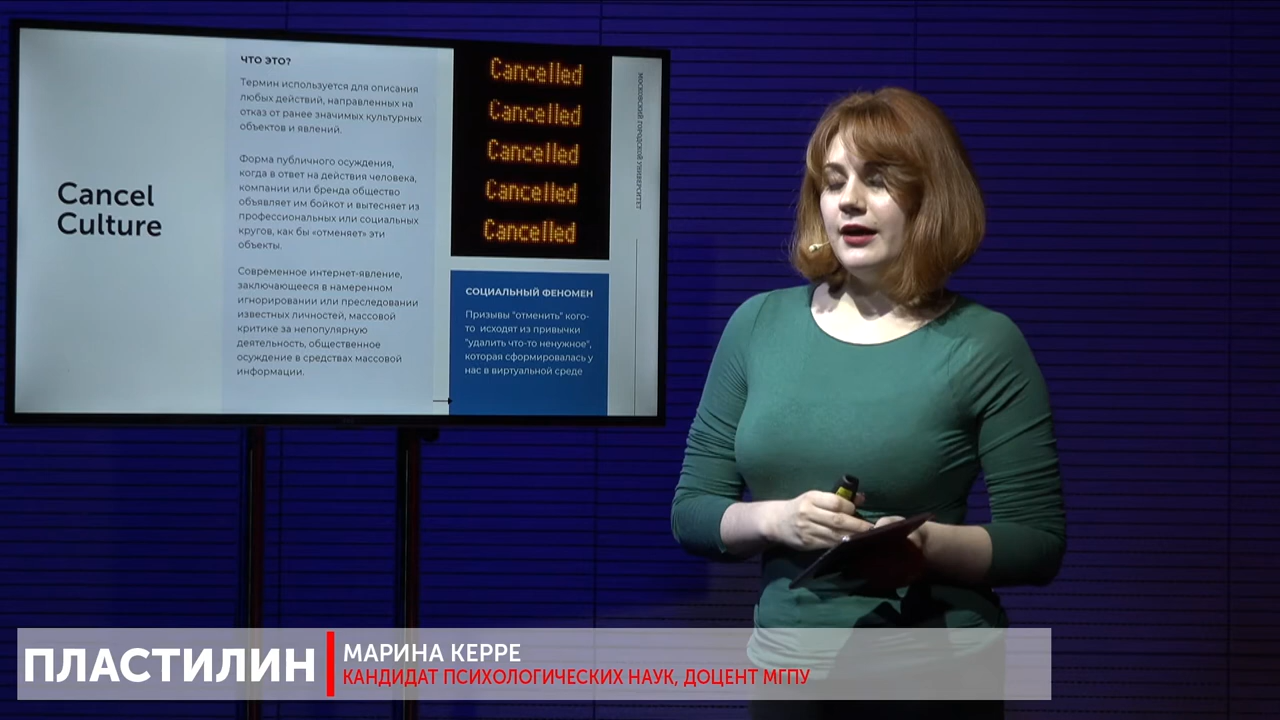 Cancel
Culture
ЧТО ЭТО?
Термин используется для описания
любых действий, направленных на
отказ от ранее значимых культурных
объектов и явлений.
Форма публичного осуждения,
когда в ответ на действия человека,
компании или бренда общество
объявляет им бойкот и вытесняет из
профессиональных или социальных
кругов, как бы «отменяет» эти
объекты.
Современное интернет-явление,
заключающееся в намеренном
игнорировании или преследовании
известных личностей, массовой
критике за непопулярную
деятельность, общественное
осуждение в средствах массовой
информации.
Cancelled
Cancelled
Cancelled
Cancelled
Cancelled
СОЦИАЛЬНЫЙ ФЕНОМЕН
Призывы "отменить" кого-
то исходят из привычки
"удалить что-то ненужное",
которая сформировалась у
нас в виртуальной среде
МОСКОВСКИЙ ГОРОДСКОЙ УНИВЕРСИТЕТ
ПЛАСТИЛИН
МАРИНА КЕРРЕ
КАНДИДАТ ПСИХОЛОГИЧЕСКИХ НАУК, ДОЦЕНТ МГПУ